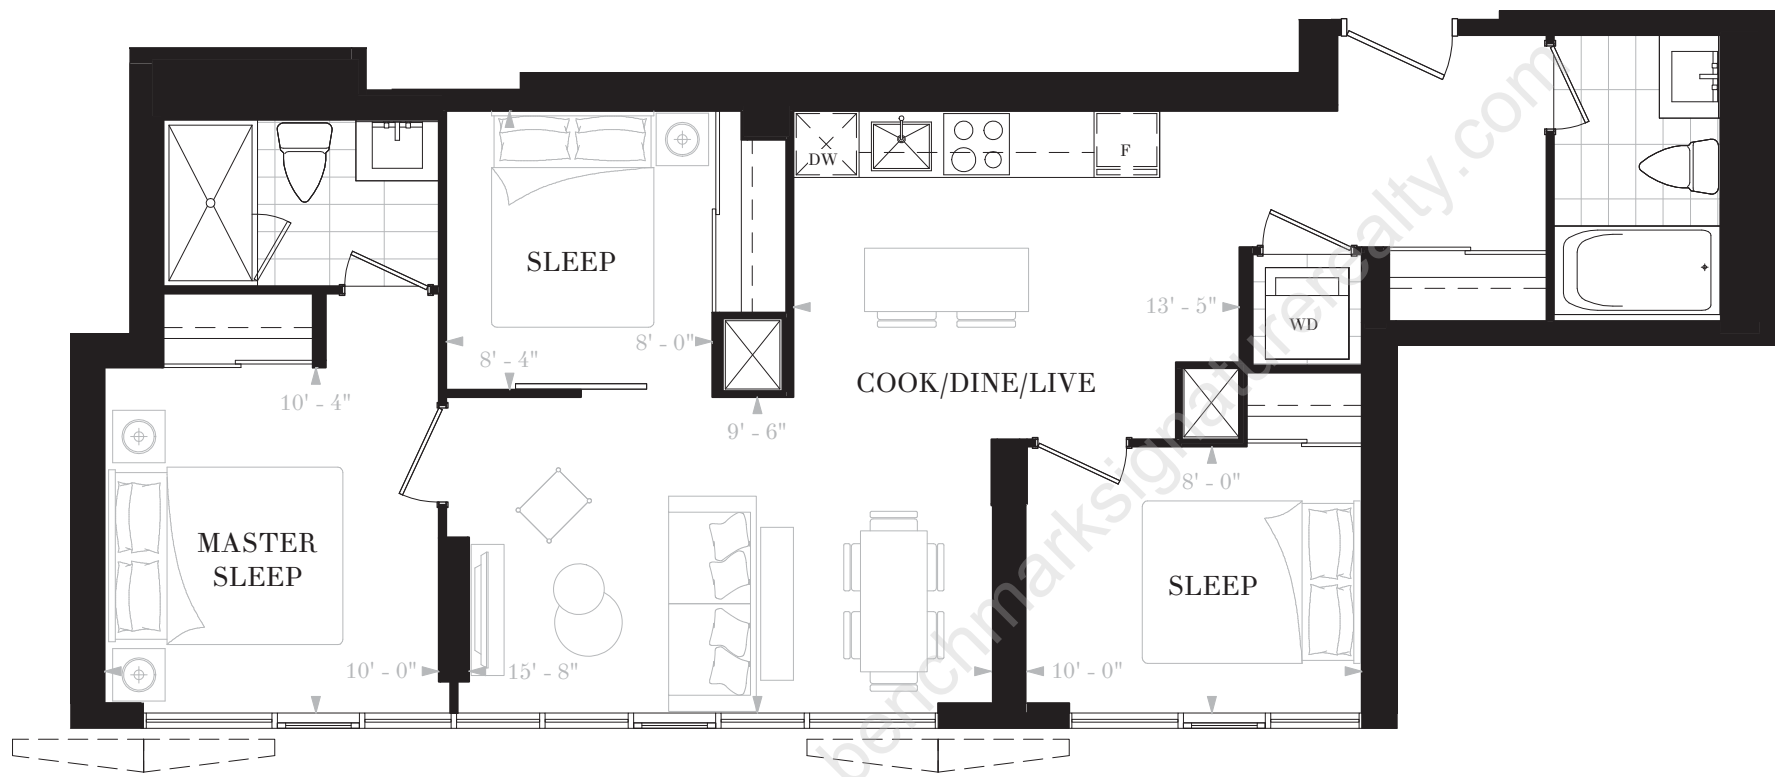 DW
F
SLEEP
13' - 5"
WD
8' - 4"
8' - 0"
COOK/DINE/LIVE
10' - 4"
9' - 6"
8' - 0"
MASTER
SLEEP
SLEEP
10' - 0"
15' - 8"
10' - 0"
benchmarksignaturerealty.com